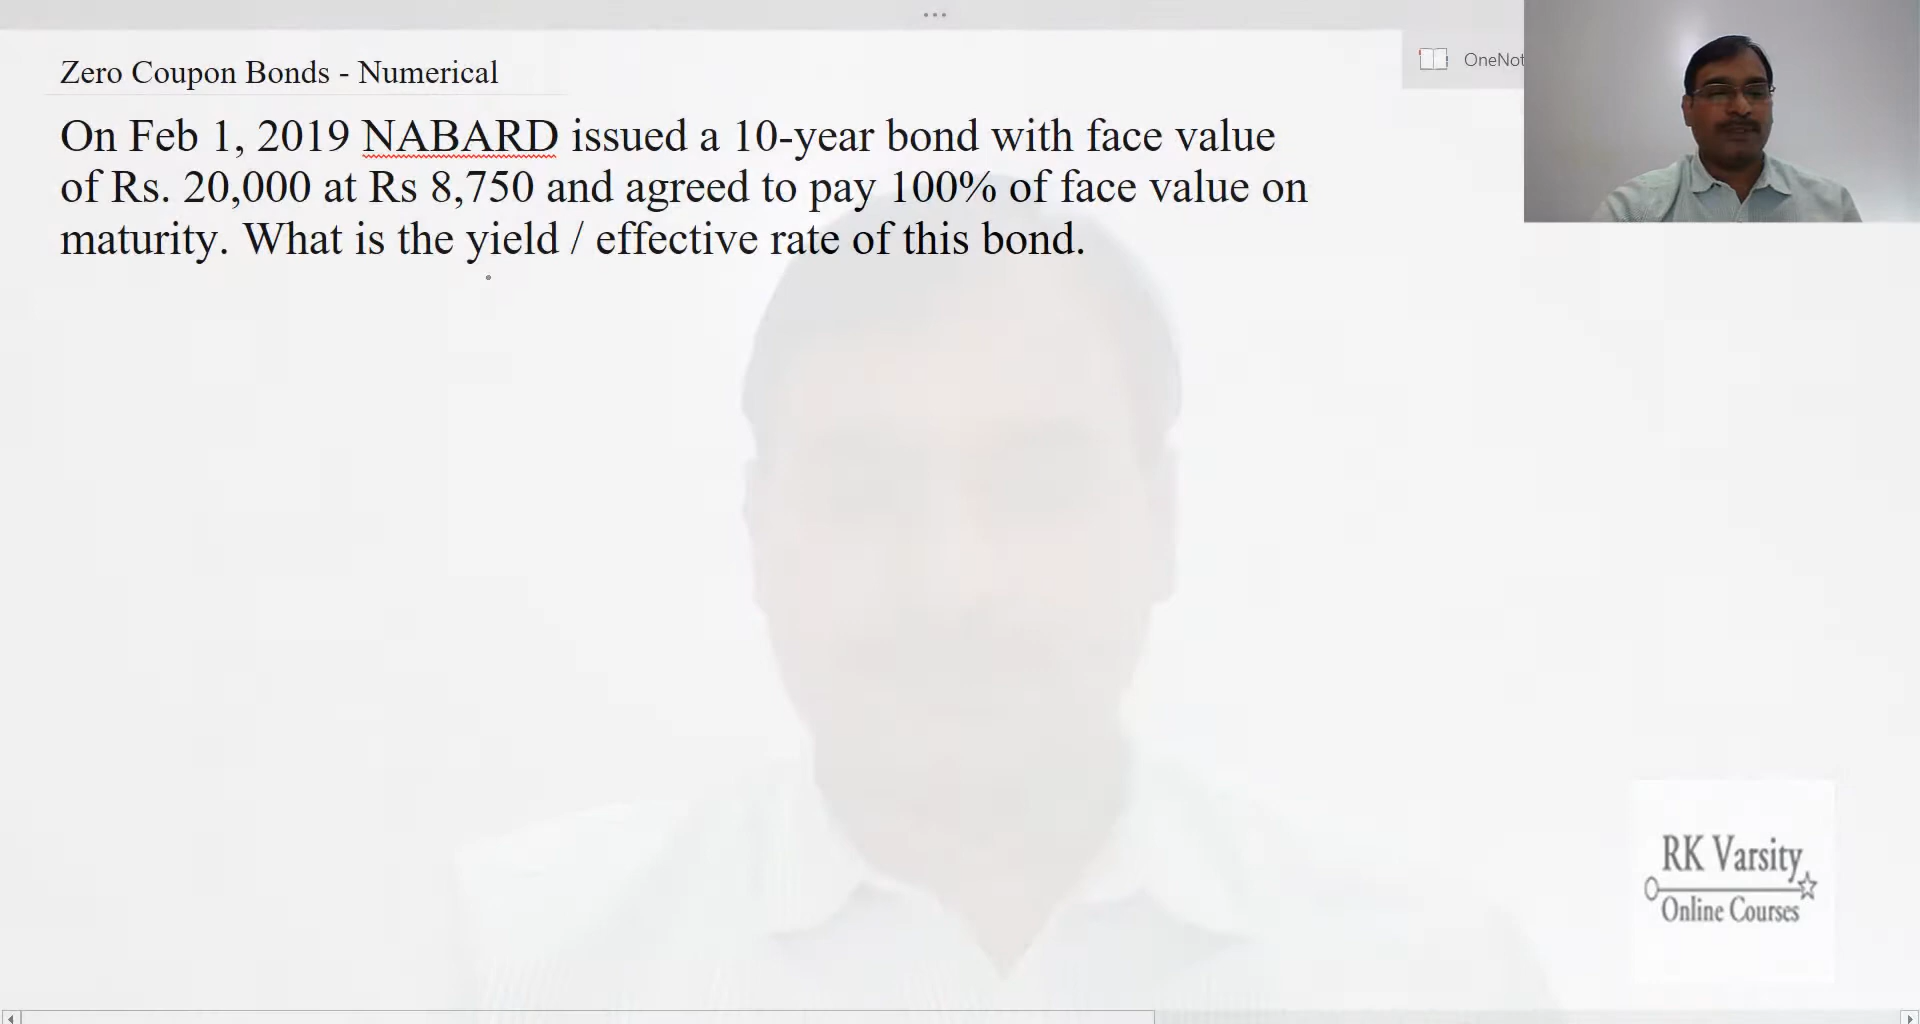 Zero Coupon Bonds - Numerical
OneNot
On Feb 1, 2019 NABARD issued a 10-year bond with face value
of Rs. 20,000 at Rs 8,750 and agreed to pay 100% of face value on
maturity. What is the yield / effective rate of this bond.
RK Varsity
Online Courses